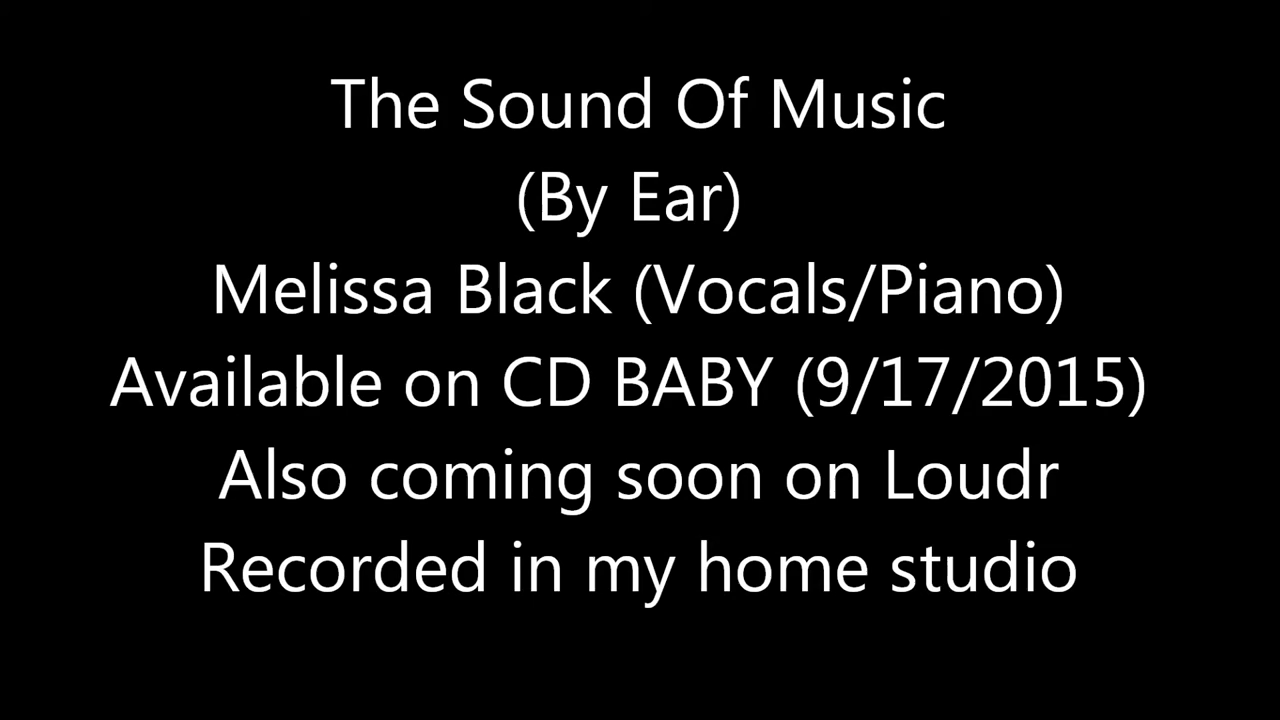 The Sound Of Music
(By Ear)
Melissa Black (Vocals/Piano)
Available on CD BABY (9/17/2015)
Also coming soon on Loudr
Recorded in my home studio